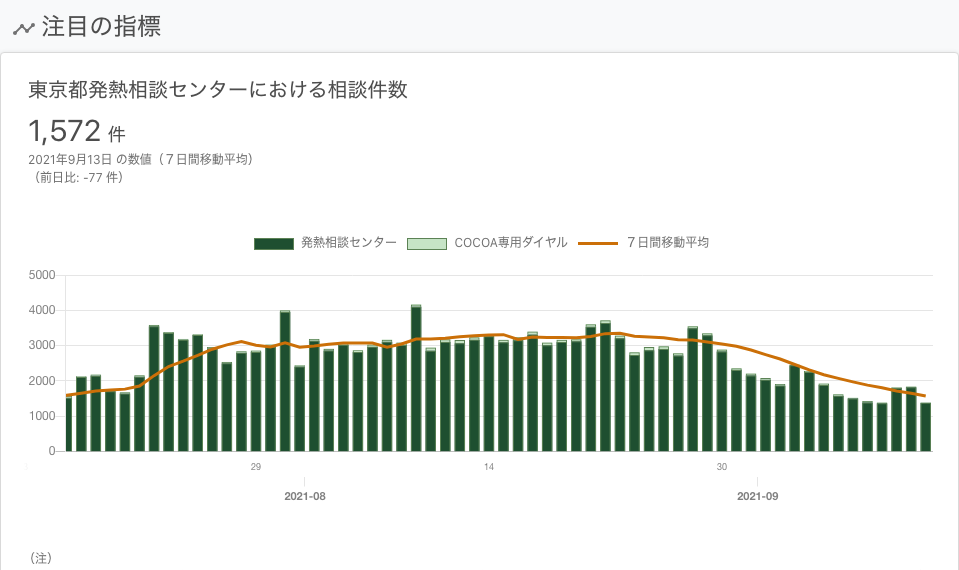 注目の指標
東京都発熱相談センターにおける相談件数
1,572 件
2021年9月13日 の数値（７日間移動平均）
（前日比: -77 件）
発熱相談センター COCOA専用ダイヤル ７日間移動平均
5000
4000
3000
2000
1000
0
29 14 30
2021-08 2021-09
（注）